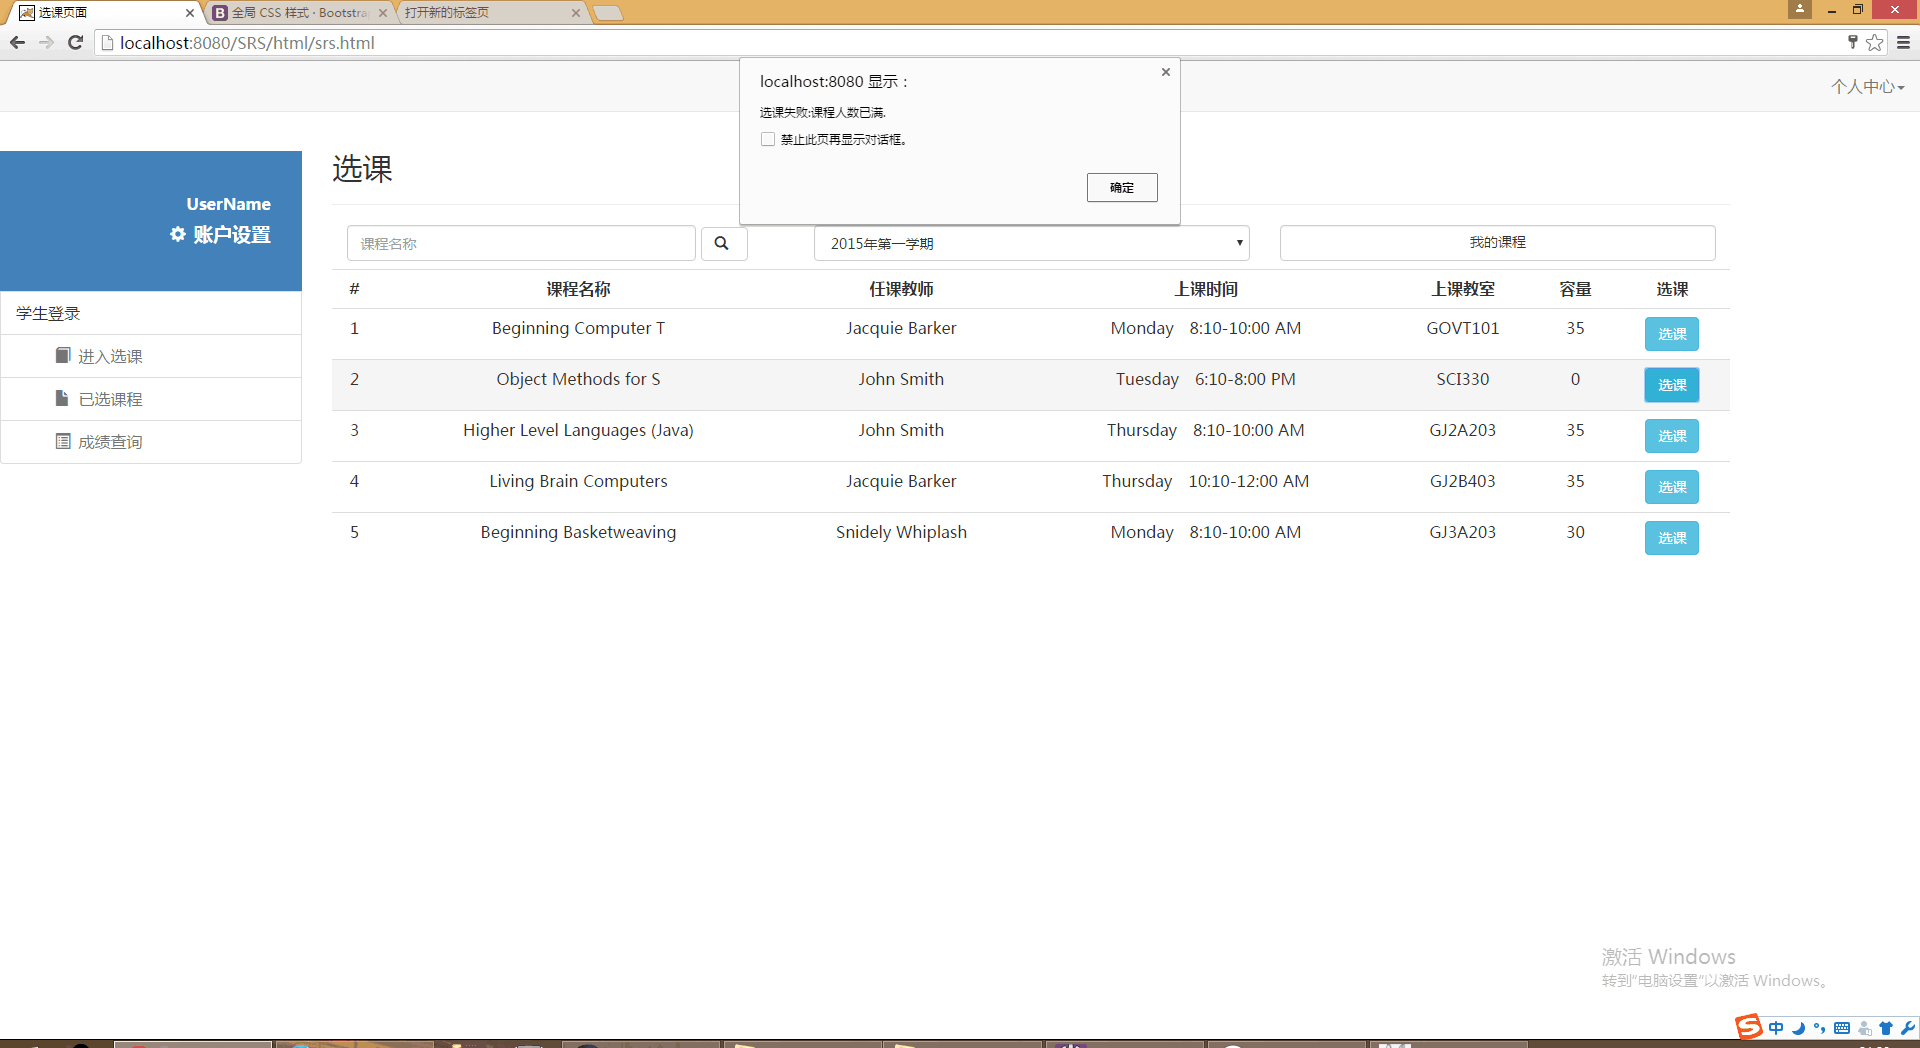 选课页面
全局 CSS 样式 · Bootstra
打开新的标签页
localhost:8080/SRS/html/srs.html
个人中心
localhost:8080 显示：
选课失败:课程人数已满.
禁止此页再显示对话框。
确定
UserName
账户设置
学生登录
进入选课
已选课程
成绩查询
选课
课程名称
2015年第一学期
我的课程
# 课程名称 任课教师 上课时间 上课教室 容量 选课
1 Beginning Computer T Jacquie Barker Monday 8:10-10:00 AM GOVT101 35 选课
2 Object Methods for S John Smith Tuesday 6:10-8:00 PM SCI330 0 选课
3 Higher Level Languages (Java) John Smith Thursday 8:10-10:00 AM GJ2A203 35 选课
4 Living Brain Computers Jacquie Barker Thursday 10:10-12:00 AM GJ2B403 35 选课
5 Beginning Basketweaving Snidely Whiplash Monday 8:10-10:00 AM GJ3A203 30 选课
激活 Windows
转到“电脑设置”以激活 Windows。
中